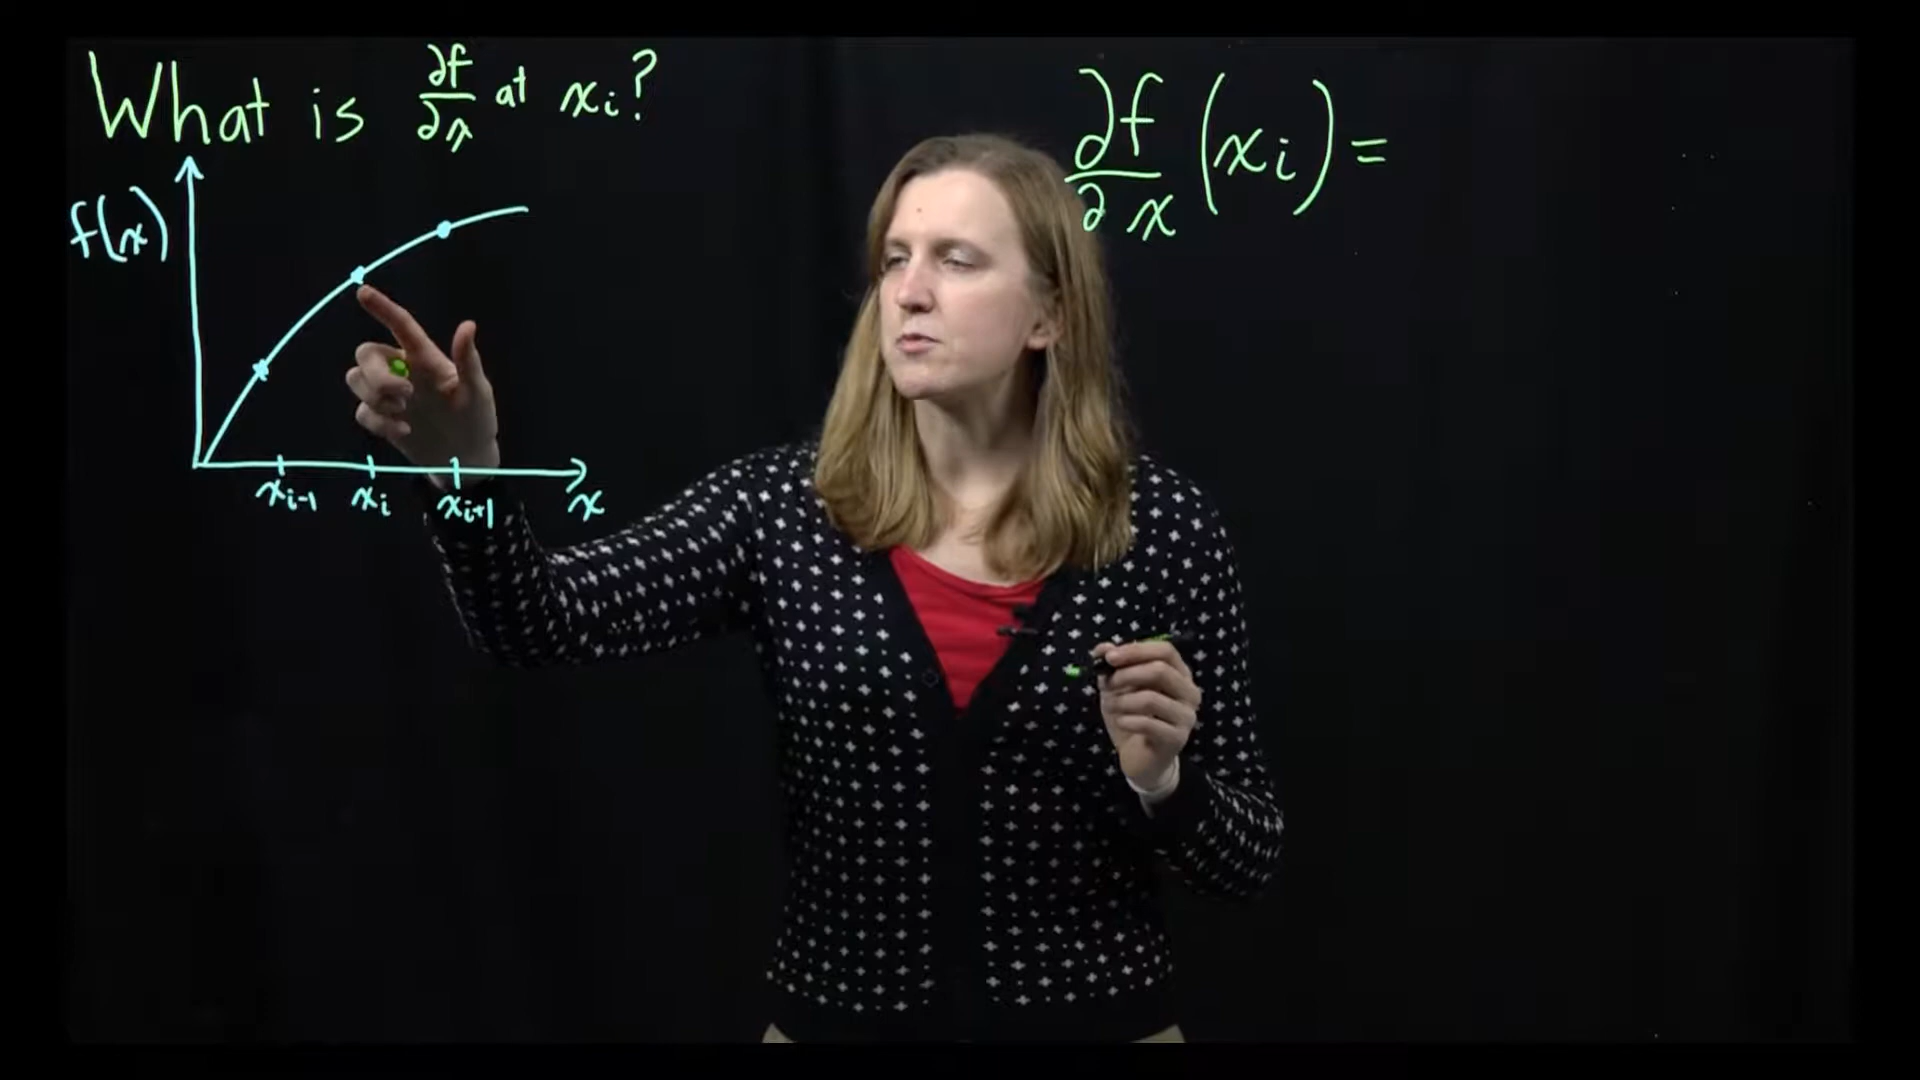 What is ∂f/∂x at xᵢ?
f(x)
xᵢ₋₁ xᵢ xᵢ₊₁ x
∂f/∂x (xᵢ) =